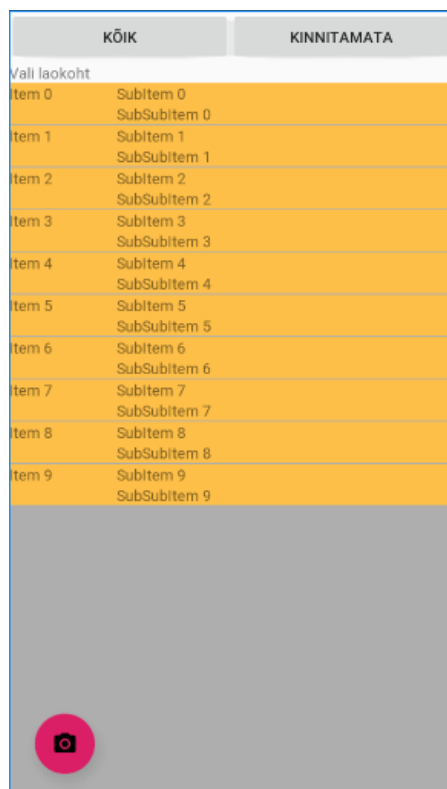 KÕIK KINNITAMATA
Vali laokoht
Item 0 SubItem 0
SubSubItem 0
Item 1 SubItem 1
SubSubItem 1
Item 2 SubItem 2
SubSubItem 2
Item 3 SubItem 3
SubSubItem 3
Item 4 SubItem 4
SubSubItem 4
Item 5 SubItem 5
SubSubItem 5
Item 6 SubItem 6
SubSubItem 6
Item 7 SubItem 7
SubSubItem 7
Item 8 SubItem 8
SubSubItem 8
Item 9 SubItem 9
SubSubItem 9